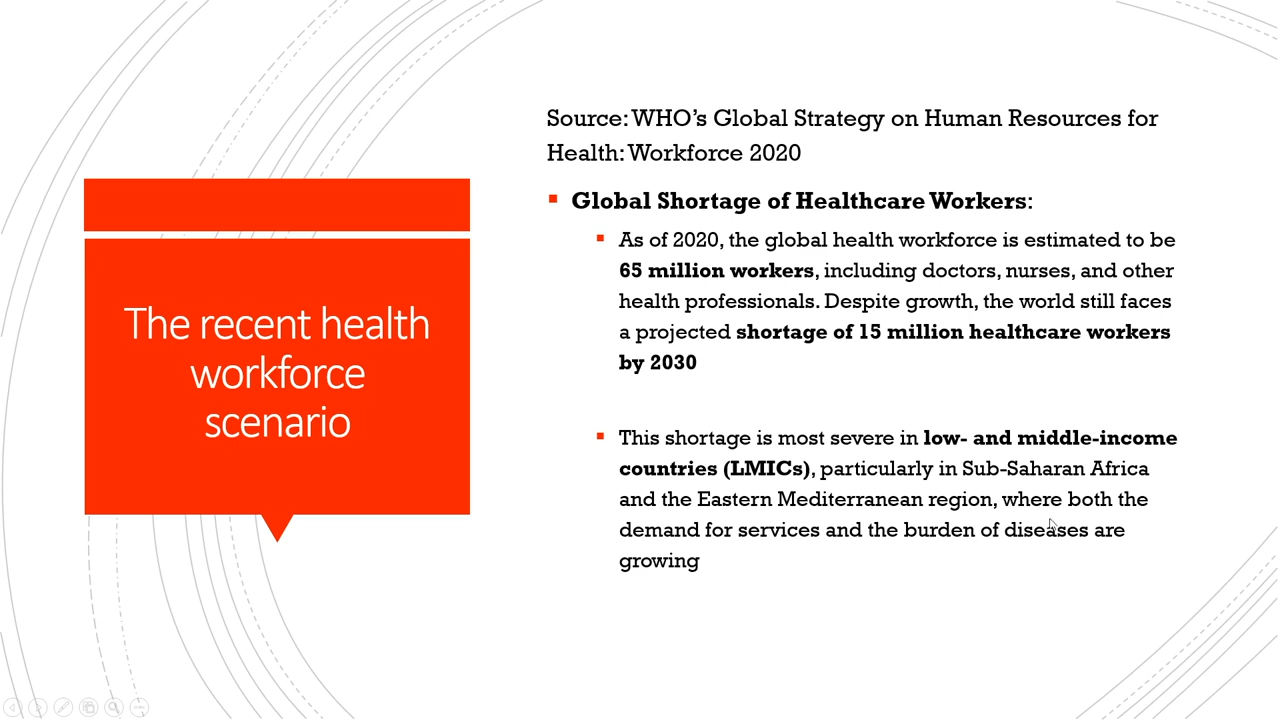 The recent health
workforce
scenario
Source: WHO’s Global Strategy on Human Resources for
Health: Workforce 2020
Global Shortage of Healthcare Workers:
As of 2020, the global health workforce is estimated to be
65 million workers, including doctors, nurses, and other
health professionals. Despite growth, the world still faces
a projected shortage of 15 million healthcare workers
by 2030
This shortage is most severe in low- and middle-income
countries (LMICs), particularly in Sub-Saharan Africa
and the Eastern Mediterranean region, where both the
demand for services and the burden of diseases are
growing